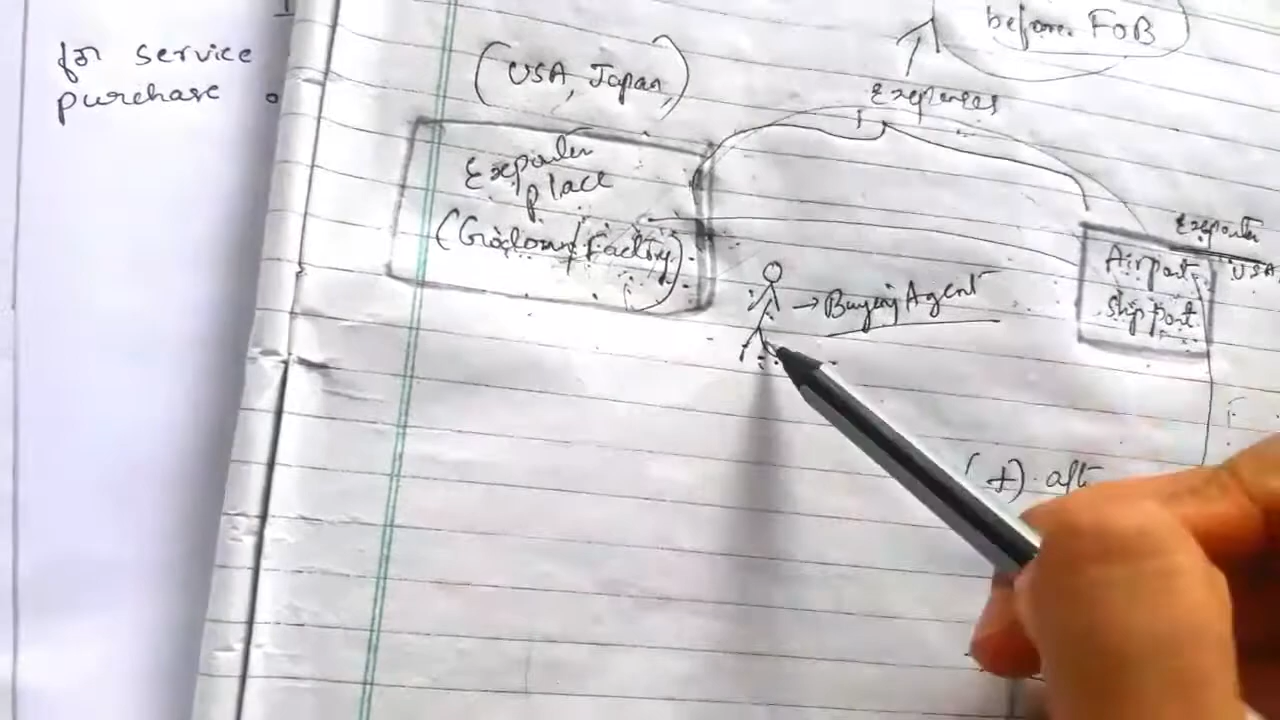 for service
purchase.
before FOB
(USA, Japan,)
Expenses
Exporter
place
(Godown/Factory).
Exporter
USA
Airport
Ship port
→ Buying Agent
(+) aft